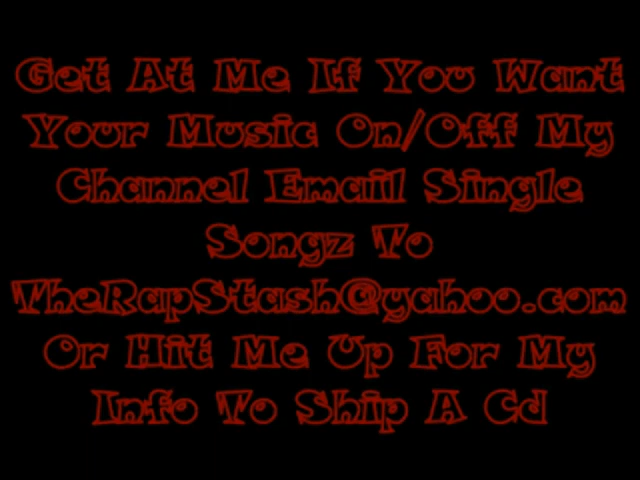 Get At Me If You Want
Your Music On/Off My
Channel Email Single
Songz To
TheRapStash@yahoo.com
Or Hit Me Up For My
Info To Ship A Cd